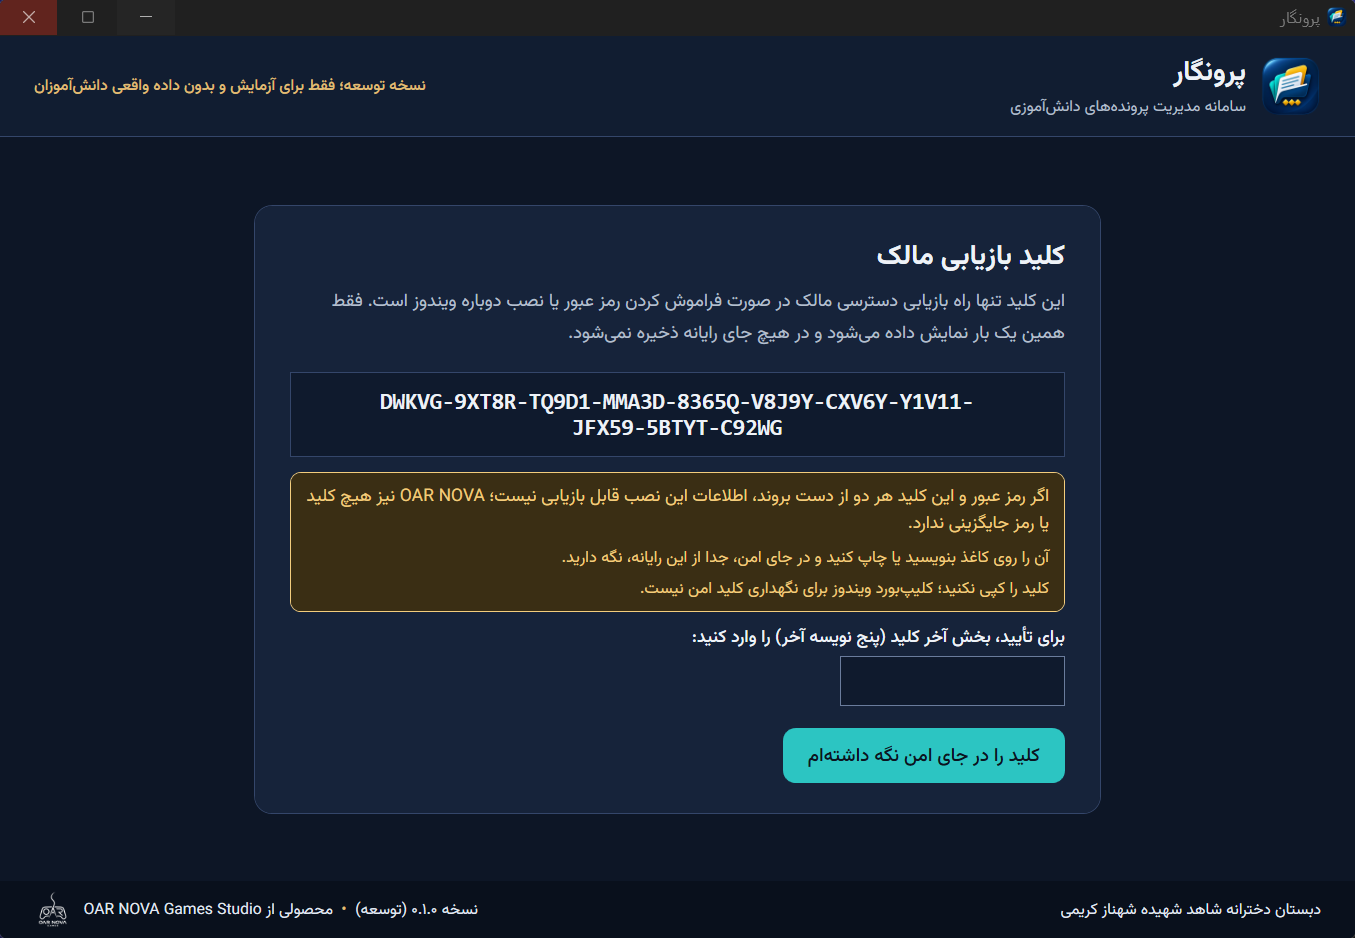 پرونگار
پرونگار
سامانه مدیریت پرونده‌های دانش‌آموزی
نسخه توسعه؛ فقط برای آزمایش و بدون داده واقعی دانش‌آموزان
کلید بازیابی مالک
این کلید تنها راه بازیابی دسترسی مالک در صورت فراموش کردن رمز عبور یا نصب دوباره ویندوز است. فقط
همین یک بار نمایش داده می‌شود و در هیچ جای رایانه ذخیره نمی‌شود.
DWKVG-9XT8R-TQ9D1-MMA3D-8365Q-V8J9Y-CXV6Y-Y1V11-
JFX59-5BTYT-C92WG
اگر رمز عبور و این کلید هر دو از دست بروند، اطلاعات این نصب قابل بازیابی نیست؛ OAR NOVA نیز هیچ کلید
یا رمز جایگزینی ندارد.
آن را روی کاغذ بنویسید یا چاپ کنید و در جای امن، جدا از این رایانه، نگه دارید.
کلید را کپی نکنید؛ کلیپ‌بورد ویندوز برای نگهداری کلید امن نیست.
برای تأیید، بخش آخر کلید (پنج نویسه آخر) را وارد کنید:
کلید را در جای امن نگه داشته‌ام
دبستان دخترانه شاهد شهیده شهناز کریمی
نسخه ۰.۱.۰ (توسعه) • محصولی از OAR NOVA Games Studio
OAR NOVA
GAMES